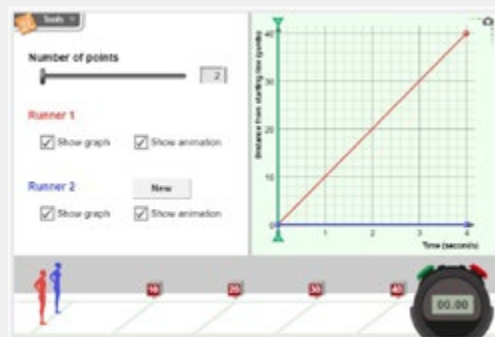 Tools
Number of points
2
Runner 1
Show graph
Show animation
Runner 2
New
Show graph
Show animation
Distance from starting line (yards)
40
30
20
10
0
0
1
2
3
4
Time (seconds)
10
20
30
40
00.00